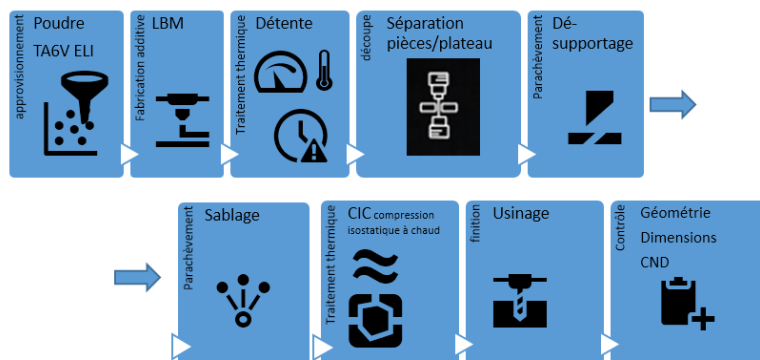 approvisionnement
Poudre
TA6V ELI
Fabrication additive
LBM
Traitement thermique
Détente
découpe
Séparation
pièces/plateau
Parachèvement
Dé-
supportage
Parachèvement
Sablage
Traitement thermique
CIC compression
isostatique à chaud
finition
Usinage
Contrôle
Géométrie
Dimensions
CND